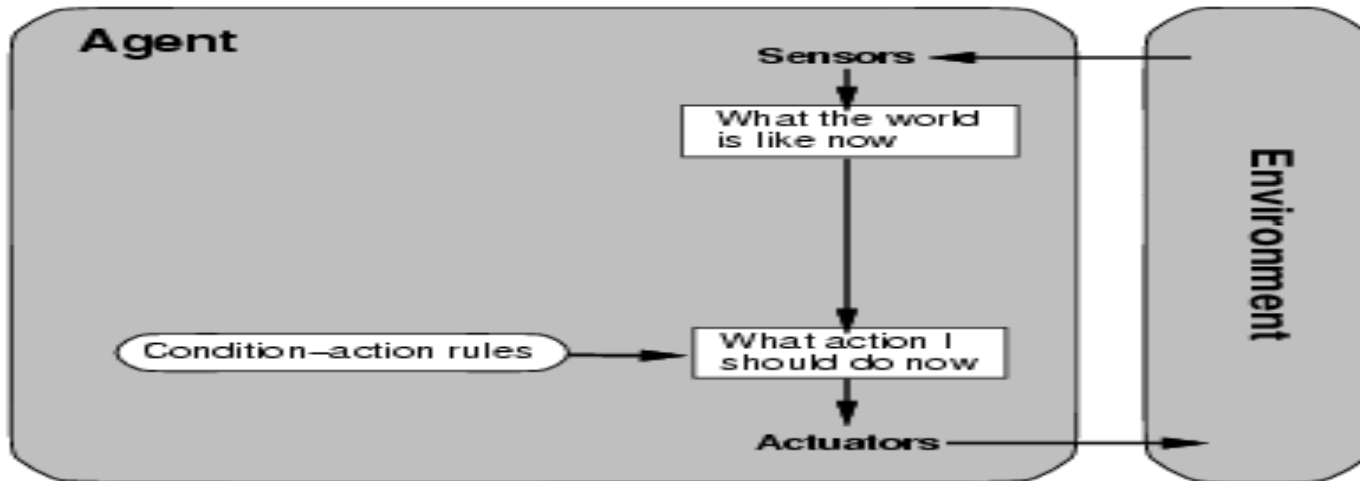 Agent
Sensors
What the world
is like now
Environment
Condition–action rules
What action I
should do now
Actuators